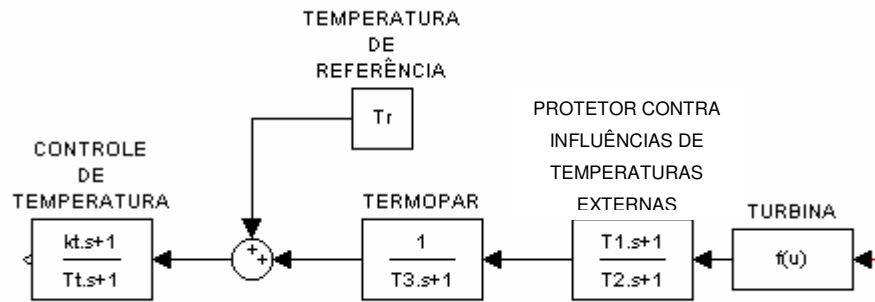 TEMPERATURA
DE
REFERÊNCIA
Tr
PROTETOR CONTRA
INFLUÊNCIAS DE
TEMPERATURAS
EXTERNAS
CONTROLE
DE
TEMPERATURA
TERMOPAR
TURBINA
kt.s+1
Tt.s+1
+
+
1
T3.s+1
T1.s+1
T2.s+1
f(u)